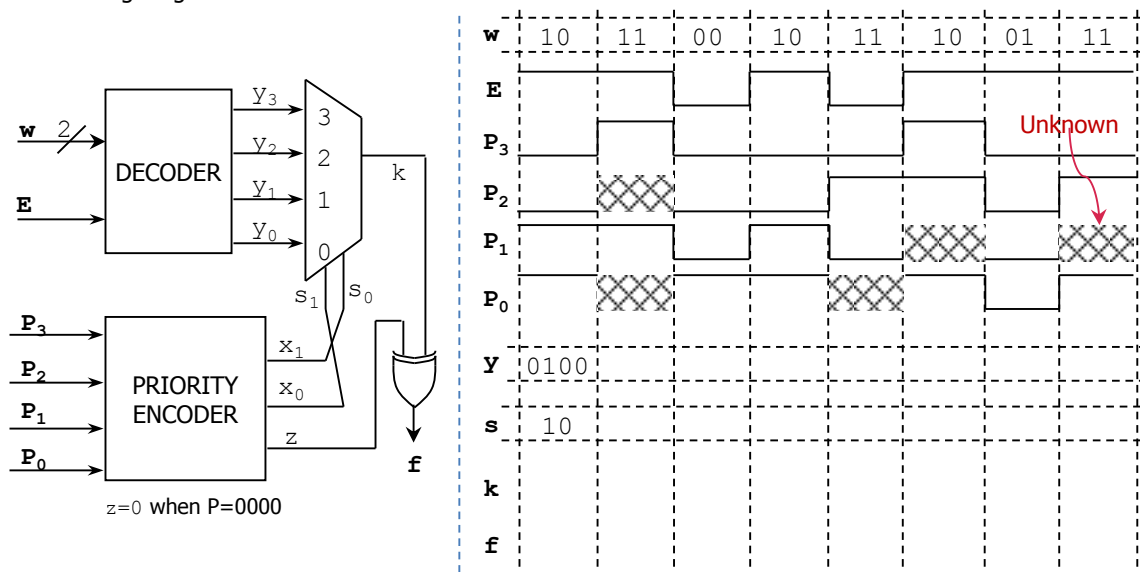 w 2
E
DECODER
y3
y2
y1
y0
3
2
1
0
k
s1 s0
P3
P2
P1
P0
PRIORITY
ENCODER
x1
x0
z
f
z=0 when P=0000
w 10 11 00 10 11 10 01 11
E
P3
Unknown
P2
P1
P0
y 0100
s 10
k
f